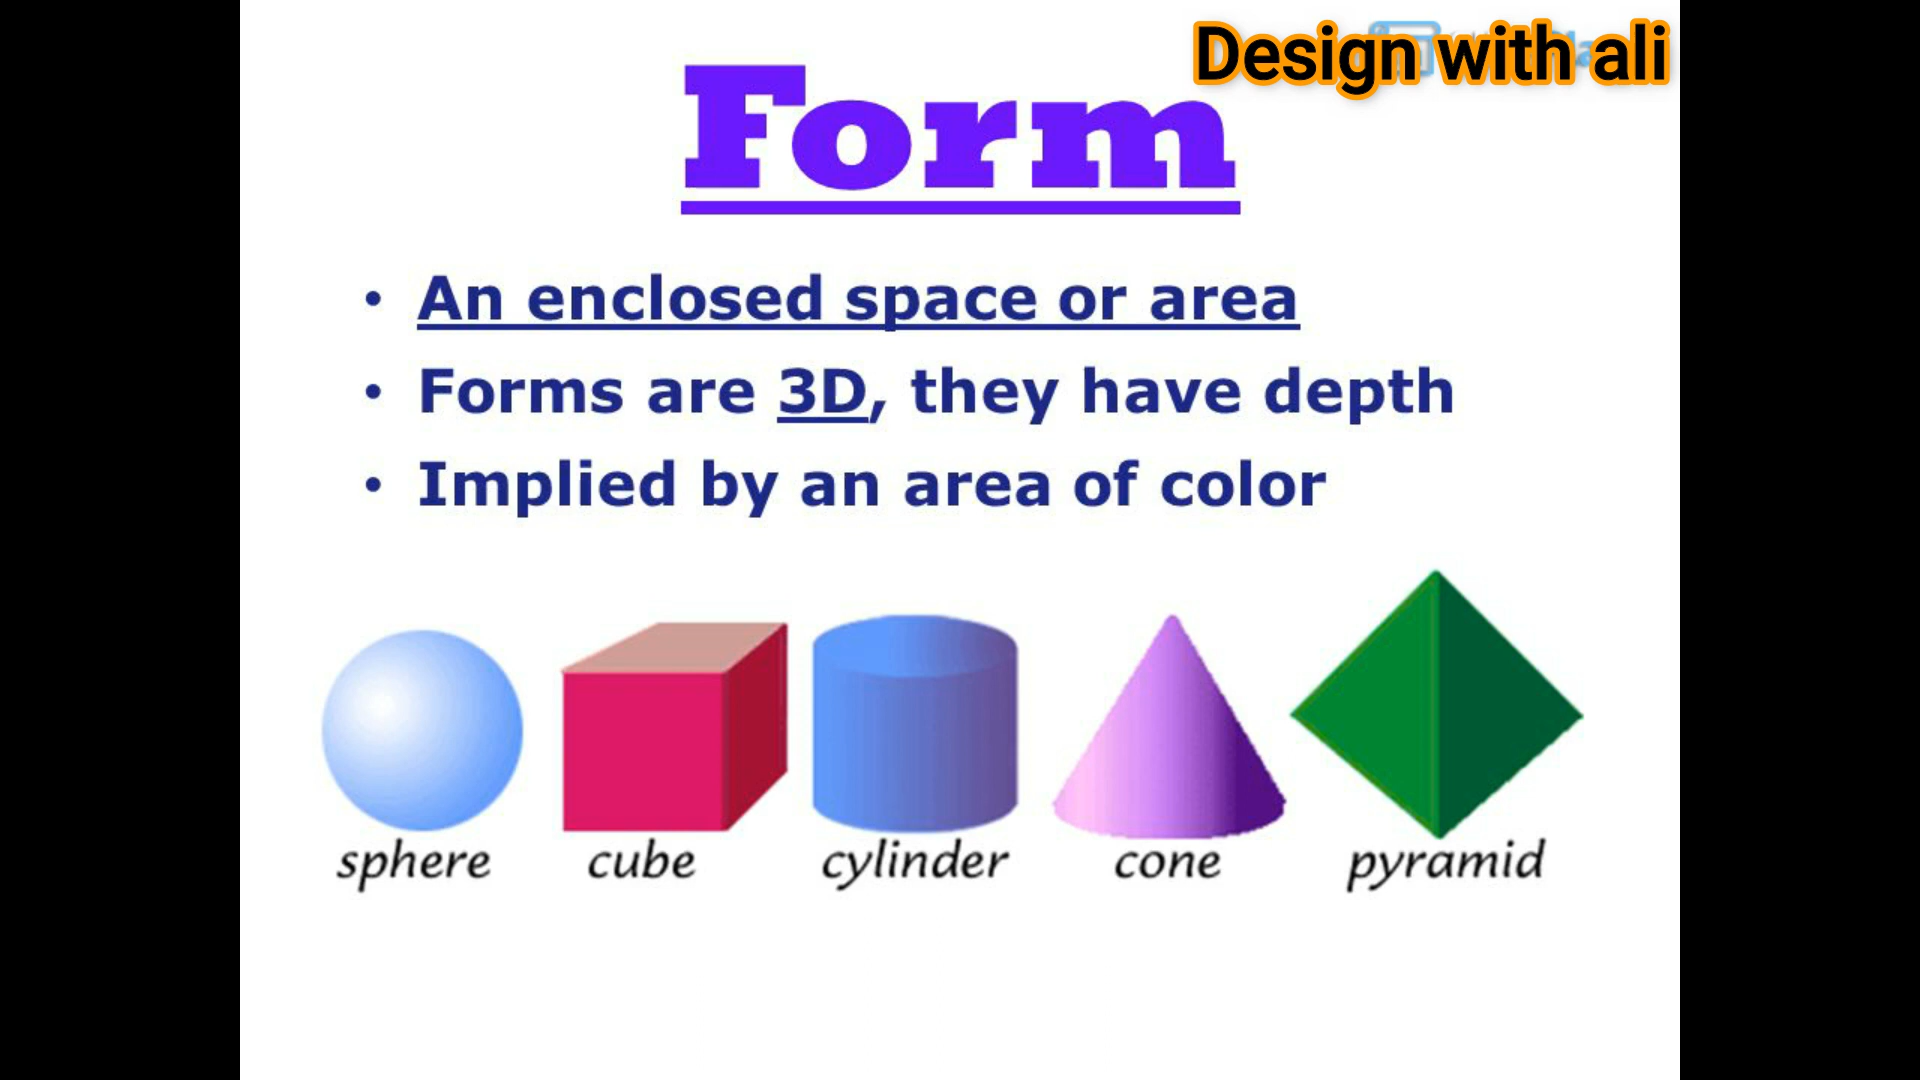 Design with ali
Form
• An enclosed space or area
• Forms are 3D, they have depth
• Implied by an area of color
sphere cube cylinder cone pyramid